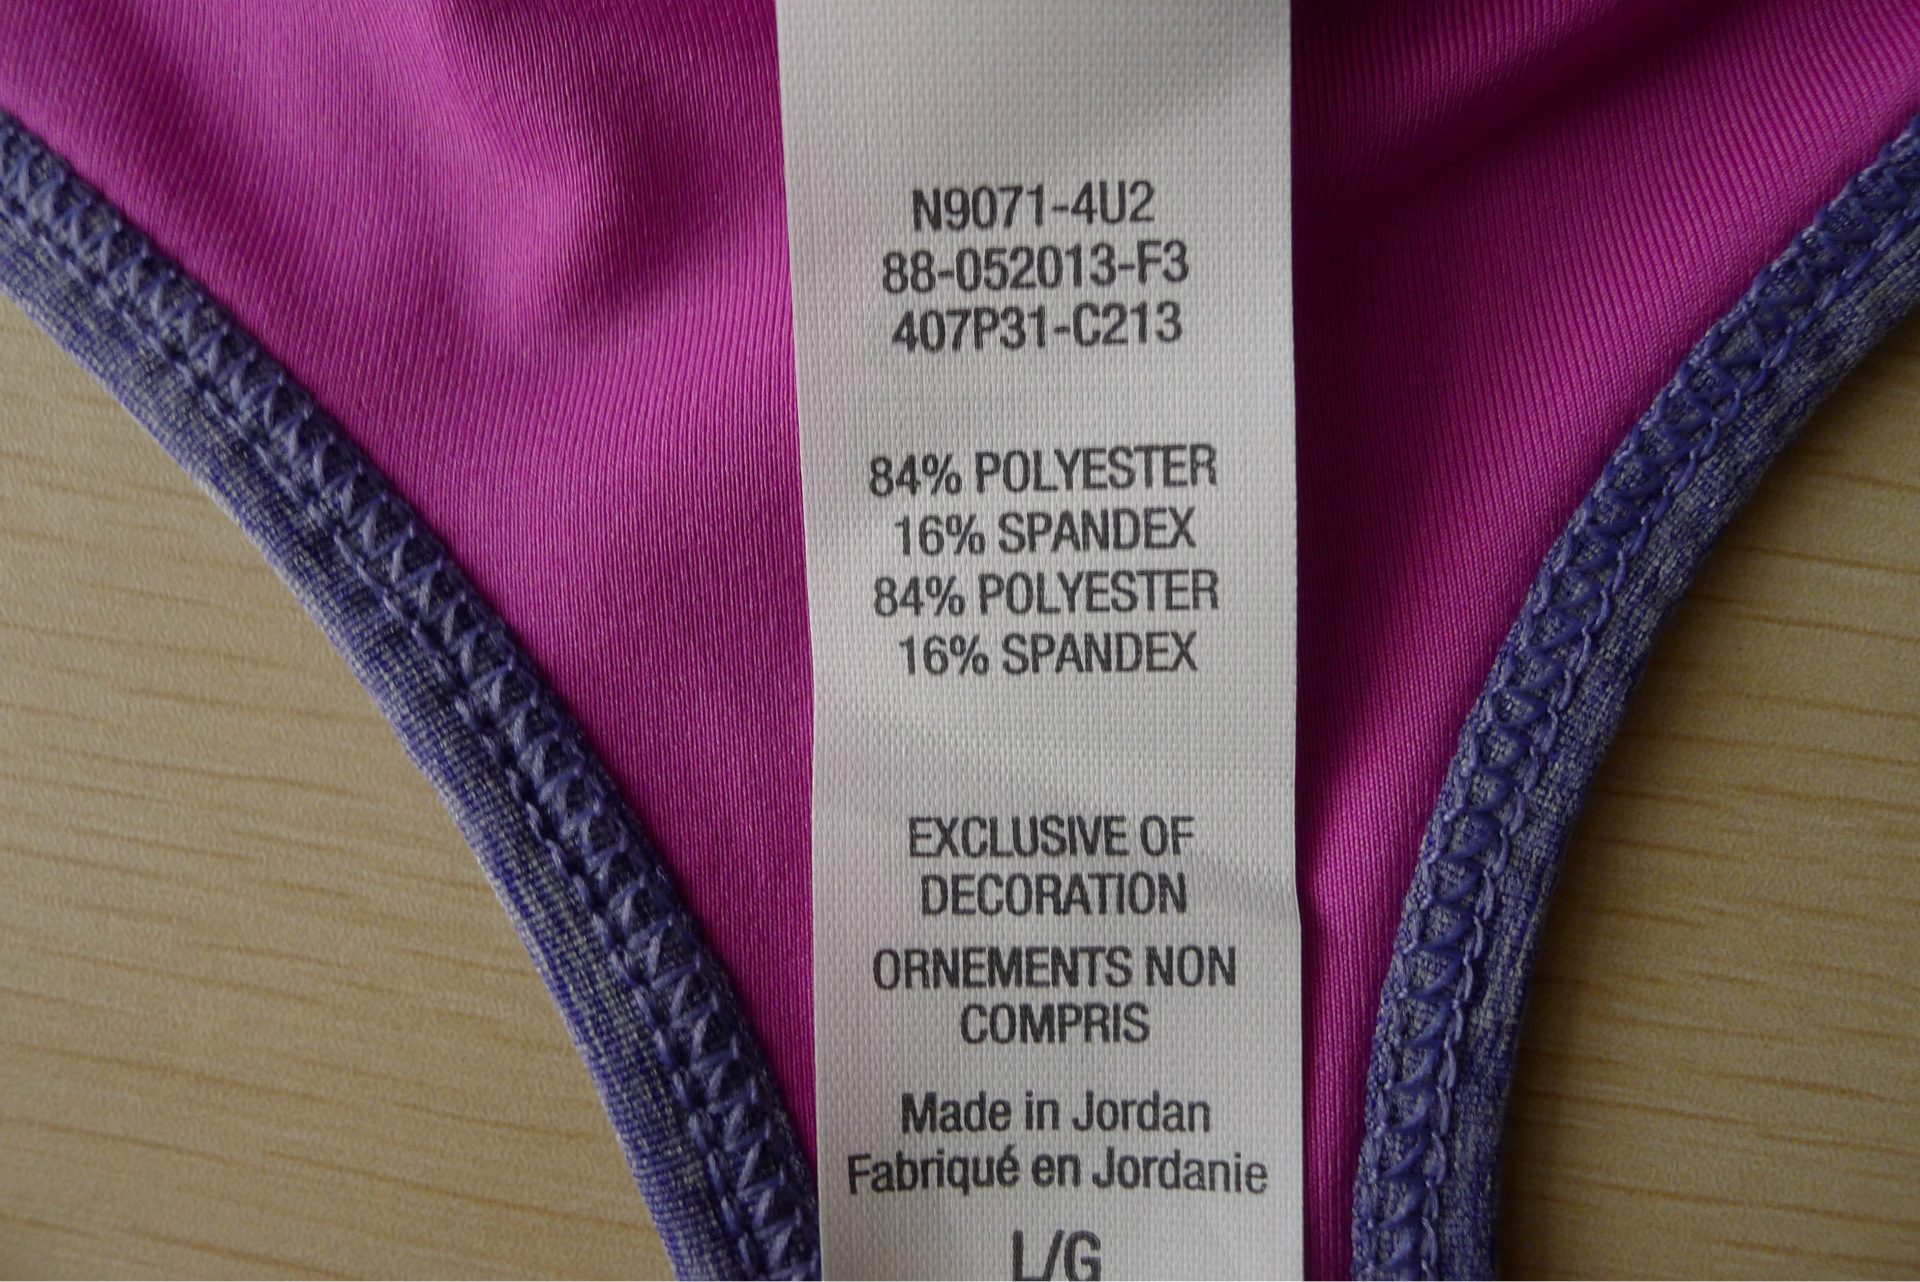 N9071-4U2
88-052013-F3
407P31-C213
84% POLYESTER
16% SPANDEX
84% POLYESTER
16% SPANDEX
EXCLUSIVE OF
DECORATION
ORNEMENTS NON
COMPRIS
Made in Jordan
Fabriqué en Jordanie
L/G